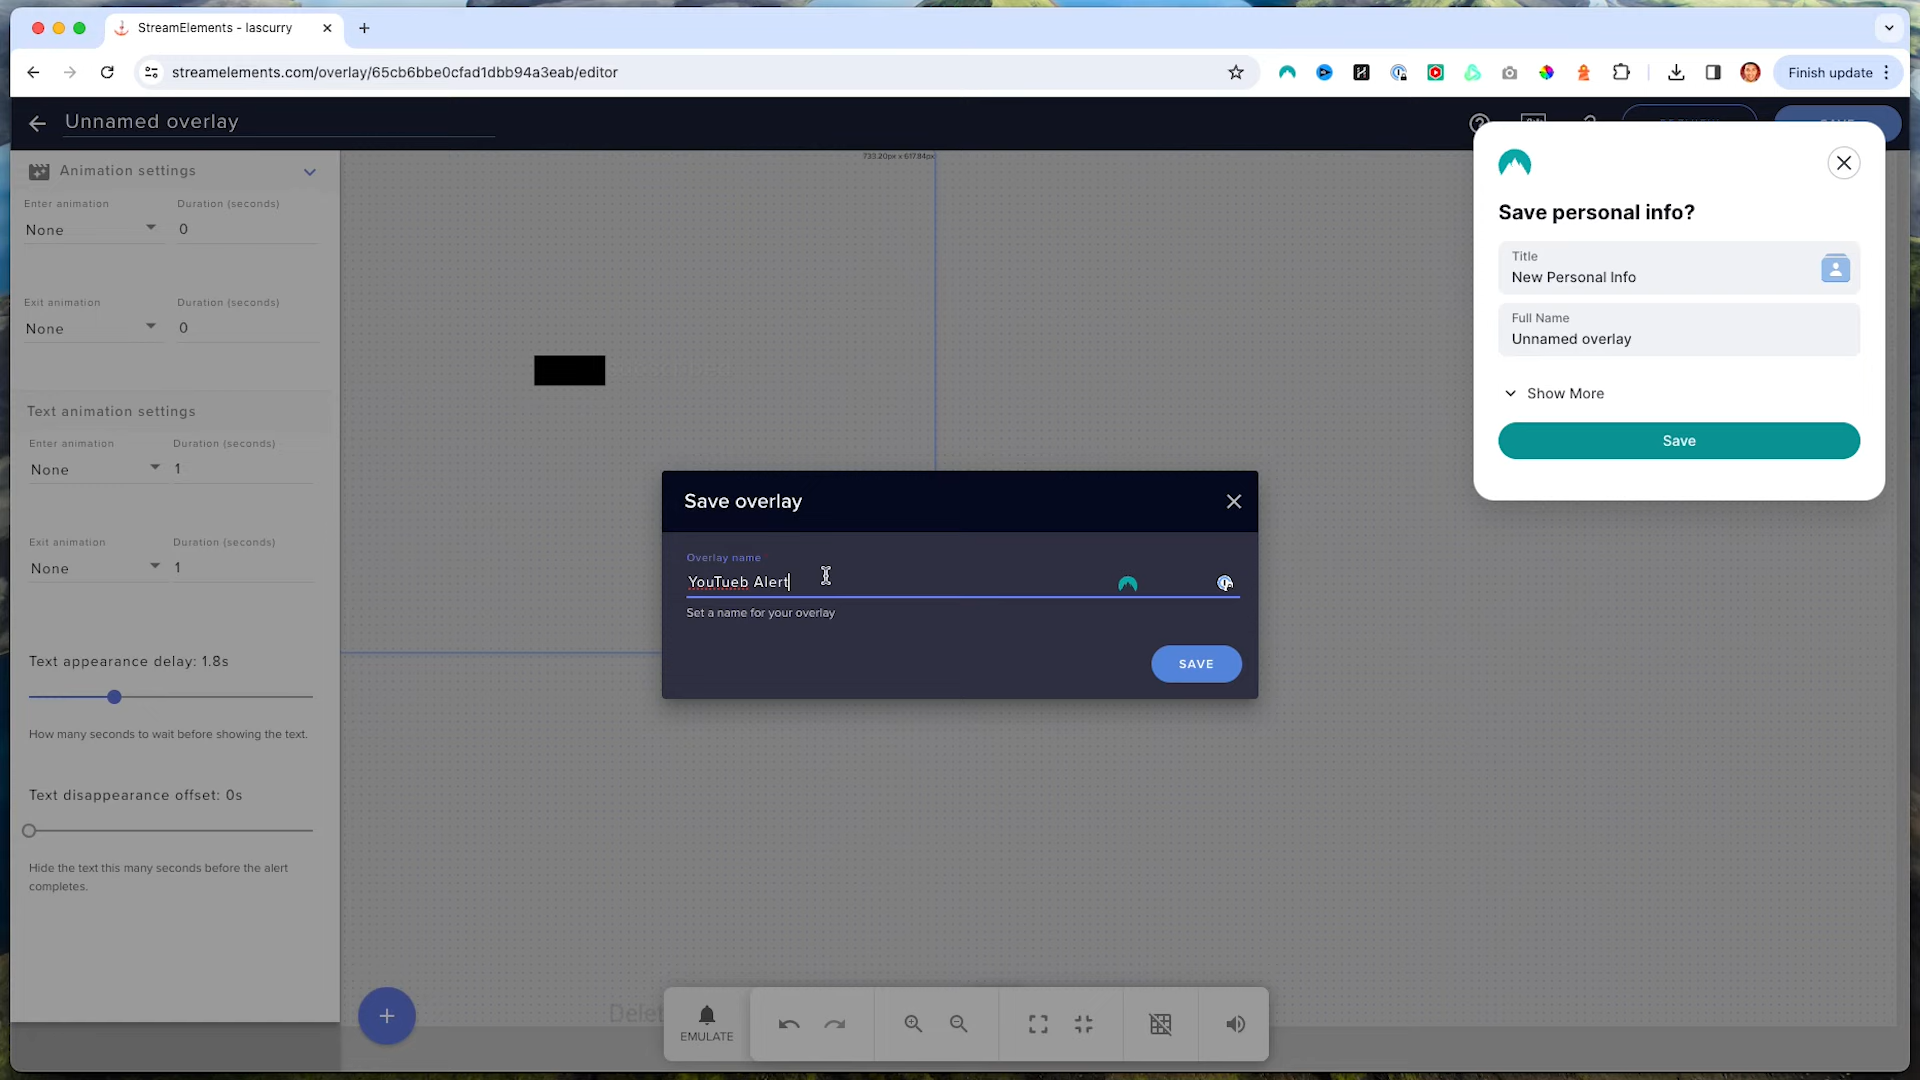 StreamElements - lascurry
streamelements.com/overlay/65cb6bbe0cfad1dbb94a3eab/editor
Finish update
Unnamed overlay
Animation settings
Enter animation
Duration (seconds)
None
0
Exit animation
Duration (seconds)
None
0
Text animation settings
Enter animation
Duration (seconds)
None
1
Exit animation
Duration (seconds)
None
1
Text appearance delay: 1.8s
How many seconds to wait before showing the text.
Text disappearance offset: 0s
Hide the text this many seconds before the alert
completes.
733.20px x 617.84px
Save overlay
Overlay name
YouTueb Alert
Set a name for your overlay
SAVE
Save personal info?
Title
New Personal Info
Full Name
Unnamed overlay
Show More
Save
EMULATE